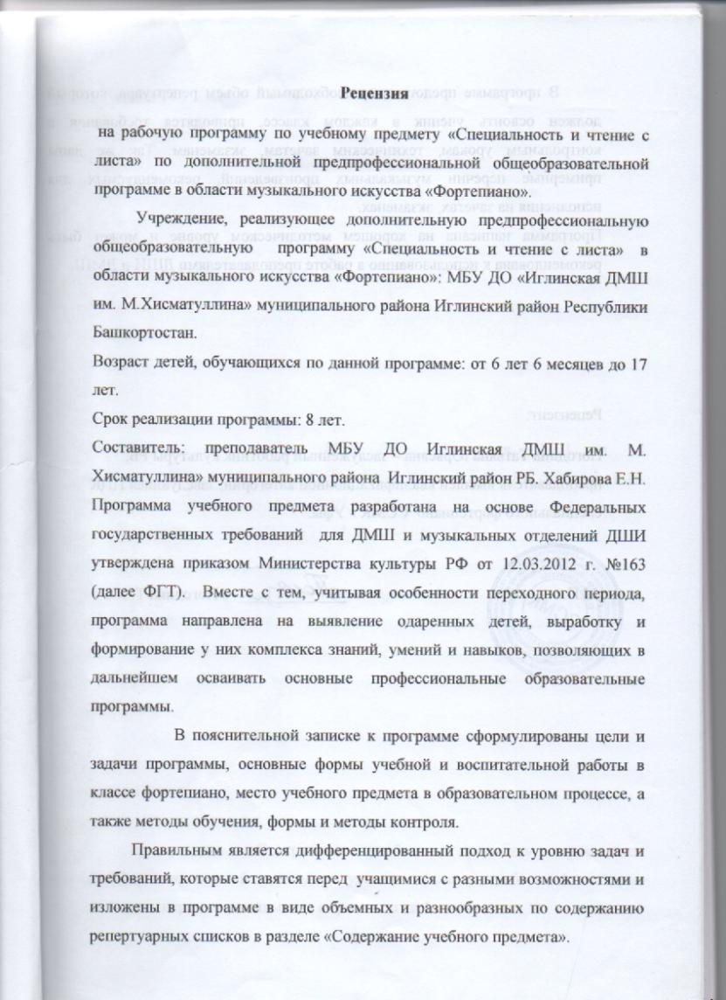 Рецензия
на рабочую программу по учебному предмету «Специальность и чтение с
листа» по дополнительной предпрофессиональной общеобразовательной
программе в области музыкального искусства «Фортепиано».
Учреждение, реализующее дополнительную предпрофессиональную
общеобразовательную программу «Специальность и чтение с листа» в
области музыкального искусства «Фортепиано»: МБУ ДО «Иглинская ДМШ
им. М.Хисматуллина» муниципального района Иглинский район Республики
Башкортостан.
Возраст детей, обучающихся по данной программе: от 6 лет 6 месяцев до 17
лет.
Срок реализации программы: 8 лет.
Составитель: преподаватель МБУ ДО Иглинская ДМШ им. М.
Хисматуллина» муниципального района Иглинский район РБ. Хабирова Е.Н.
Программа учебного предмета разработана на основе Федеральных
государственных требований для ДМШ и музыкальных отделений ДШИ
утверждена приказом Министерства культуры РФ от 12.03.2012 г. №163
(далее ФГТ). Вместе с тем, учитывая особенности переходного периода,
программа направлена на выявление одаренных детей, выработку и
формирование у них комплекса знаний, умений и навыков, позволяющих в
дальнейшем осваивать основные профессиональные образовательные
программы.
В пояснительной записке к программе сформулированы цели и
задачи программы, основные формы учебной и воспитательной работы в
классе фортепиано, место учебного предмета в образовательном процессе, а
также методы обучения, формы и методы контроля.
Правильным является дифференцированный подход к уровню задач и
требований, которые ставятся перед учащимися с разными возможностями и
изложены в программе в виде объемных и разнообразных по содержанию
репертуарных списков в разделе «Содержание учебного предмета».